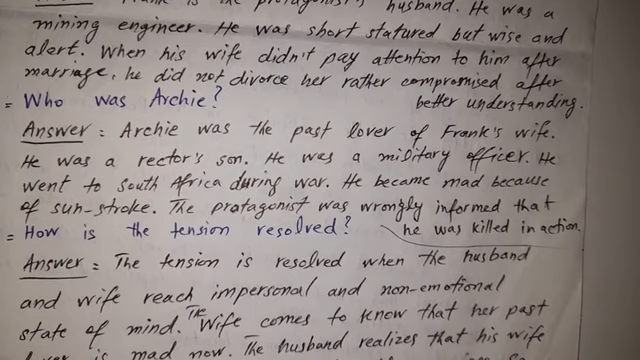 Frank is the protagonist's husband. He was a
mining engineer. He was short statured but wise and
alert. When his wife didn't pay attention to him after
marriage, he did not divorce her rather compromised after
better understanding.
= Who was Archie?
Answer : Archie was the past lover of Frank's wife.
He was a rector's son. He was a military officer. He
went to South Africa during war. He became mad because
of sun-stroke. The protagonist was wrongly informed that
he was killed in action.
= How is the tension resolved?
Answer : The tension is resolved when the husband
and wife reach impersonal and non-emotional
state of mind. The Wife comes to know that her past
lover is mad now. The husband realizes that his wife